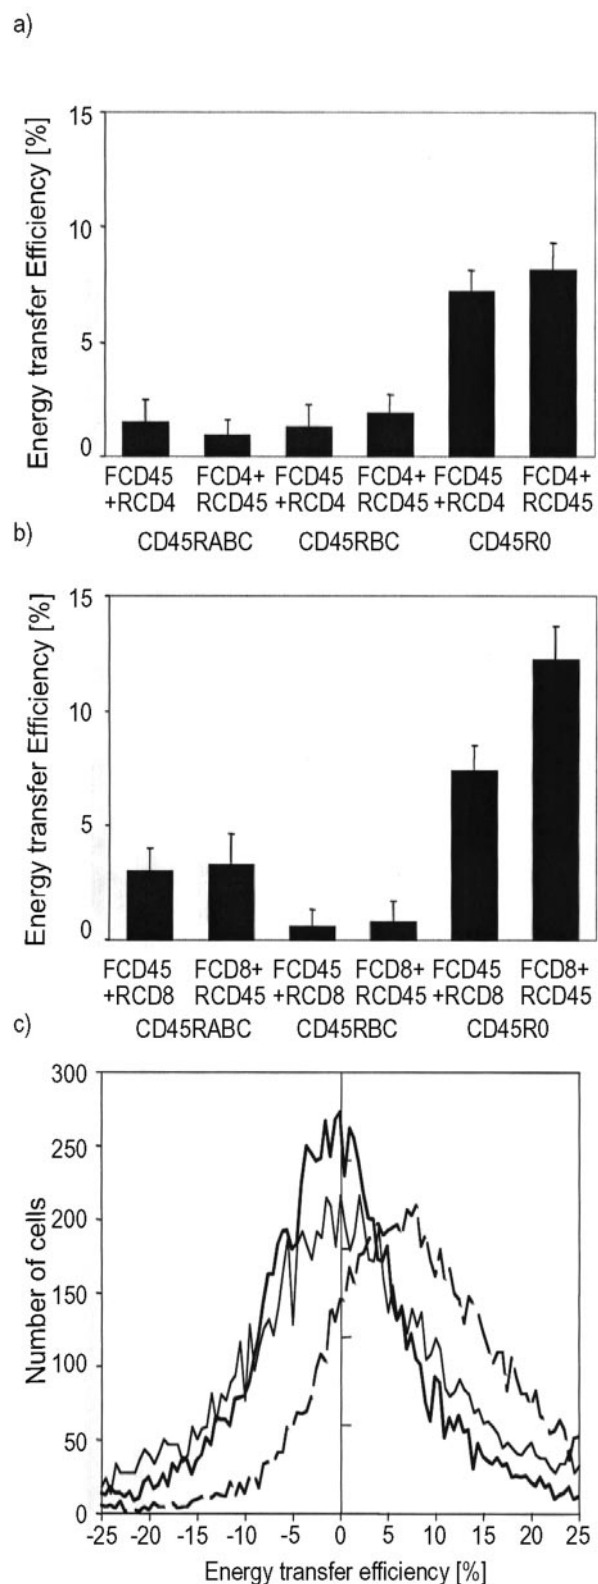 a)
Energy transfer Efficiency [%]
15
10
5
0
FCD45 FCD4+ FCD45 FCD4+ FCD45 FCD4+
+RCD4 RCD45 +RCD4 RCD45 +RCD4 RCD45
CD45RABC CD45RBC CD45R0
b)
Energy transfer Efficiency [%]
15
10
5
0
FCD45 FCD8+ FCD45 FCD8+ FCD45 FCD8+
+RCD8 RCD45 +RCD8 RCD45 +RCD8 RCD45
CD45RABC CD45RBC CD45R0
c)
Number of cells
300
250
200
150
100
50
0
-25 -20 -15 -10 -5 0 5 10 15 20 25
Energy transfer efficiency [%]